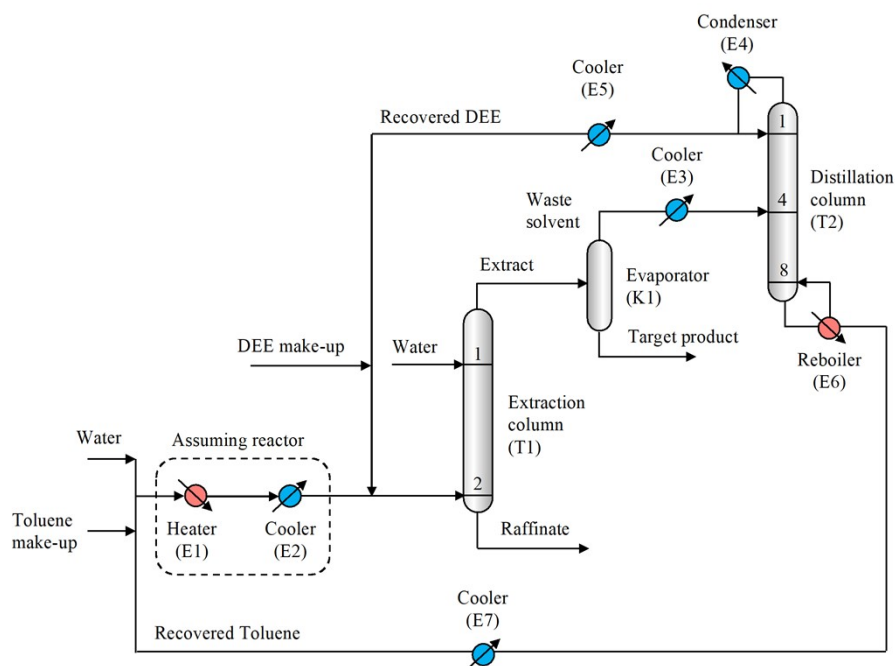 Condenser
(E4)
Cooler
(E5)
Recovered DEE
1
Cooler
(E3)
Distillation
column
(T2)
4
Waste
solvent
Extract
8
Evaporator
(K1)
Target product
Reboiler
(E6)
DEE make-up
Water
1
Extraction
column
(T1)
Water
Assuming reactor
2
Toluene
make-up
Heater
(E1)
Cooler
(E2)
Raffinate
Cooler
(E7)
Recovered Toluene